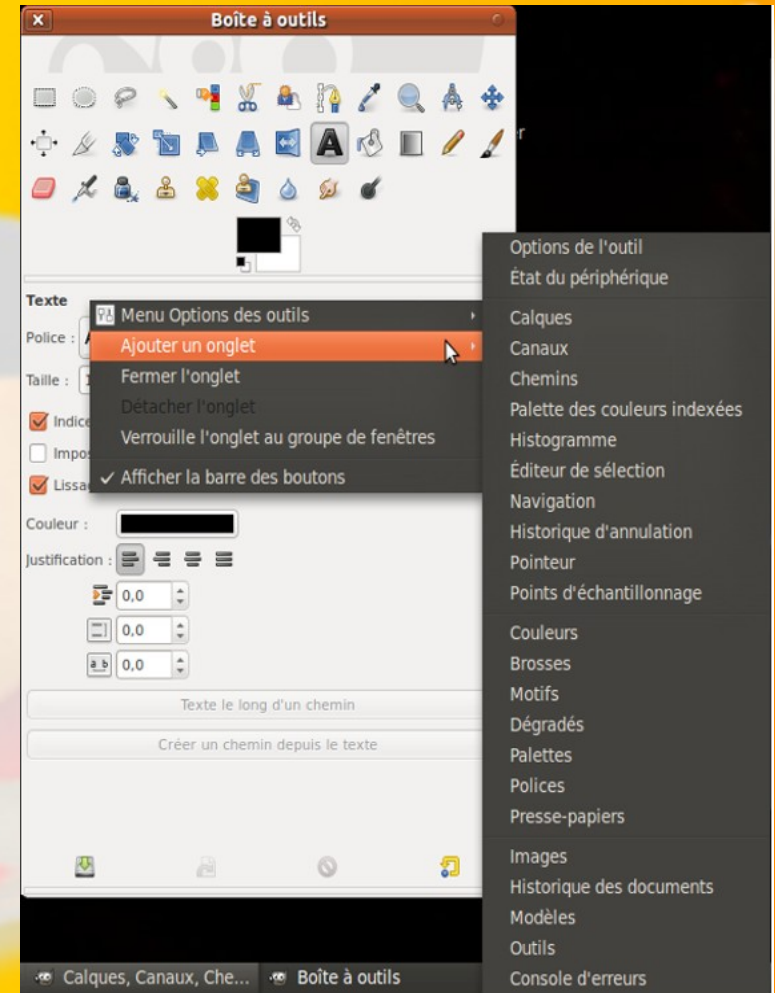 Boîte à outils
Texte
Police :
Taille :
Indice
Impos
Lissa
Couleur :
Justification :
0,0
0,0
a b 0,0
Texte le long d'un chemin
Créer un chemin depuis le texte
Menu Options des outils
Ajouter un onglet
Fermer l'onglet
Détacher l'onglet
Verrouille l'onglet au groupe de fenêtres
Afficher la barre des boutons
Options de l'outil
État du périphérique
Calques
Canaux
Chemins
Palette des couleurs indexées
Histogramme
Éditeur de sélection
Navigation
Historique d'annulation
Pointeur
Points d'échantillonnage
Couleurs
Brosses
Motifs
Dégradés
Palettes
Polices
Presse-papiers
Images
Historique des documents
Modèles
Outils
Console d'erreurs
Calques, Canaux, Che...
Boîte à outils